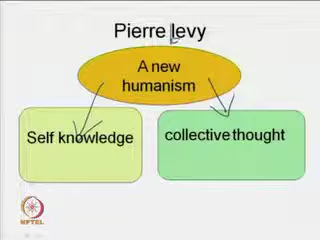 Pierre levy
A new
humanism
Self knowledge
collective thought
NPTEL